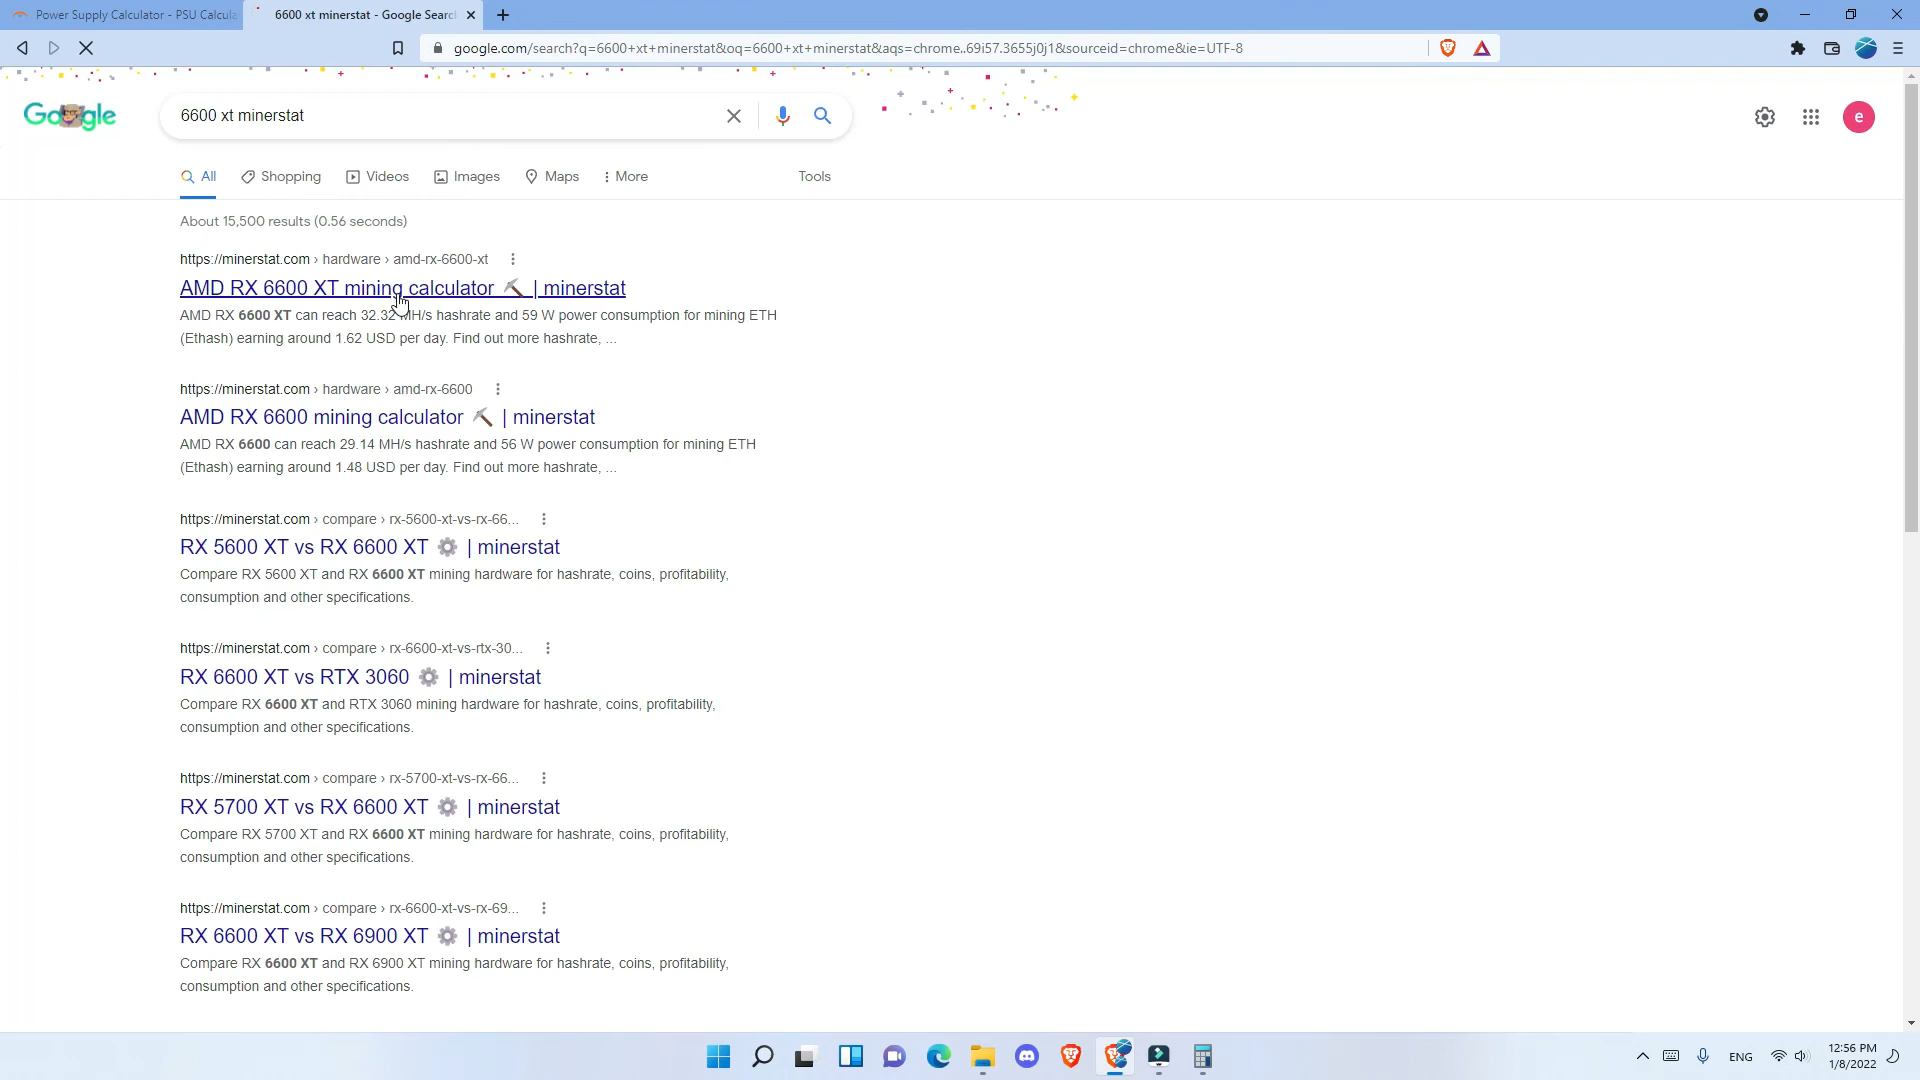 Power Supply Calculator - PSU Calcula
6600 xt minerstat - Google Search
google.com/search?q=6600+xt+minerstat&oq=6600+xt+minerstat&aqs=chrome..69i57.3655j0j1&sourceid=chrome&ie=UTF-8
Google
6600 xt minerstat
e
All
Shopping
Videos
Images
Maps
More
Tools
About 15,500 results (0.56 seconds)
https://minerstat.com › hardware › amd-rx-6600-xt
AMD RX 6600 XT mining calculator | minerstat
AMD RX 6600 XT can reach 32.32 MH/s hashrate and 59 W power consumption for mining ETH
(Ethash) earning around 1.62 USD per day. Find out more hashrate, ...
https://minerstat.com › hardware › amd-rx-6600
AMD RX 6600 mining calculator | minerstat
AMD RX 6600 can reach 29.14 MH/s hashrate and 56 W power consumption for mining ETH
(Ethash) earning around 1.48 USD per day. Find out more hashrate, ...
https://minerstat.com › compare › rx-5600-xt-vs-rx-66...
RX 5600 XT vs RX 6600 XT | minerstat
Compare RX 5600 XT and RX 6600 XT mining hardware for hashrate, coins, profitability,
consumption and other specifications.
https://minerstat.com › compare › rx-6600-xt-vs-rtx-30...
RX 6600 XT vs RTX 3060 | minerstat
Compare RX 6600 XT and RTX 3060 mining hardware for hashrate, coins, profitability,
consumption and other specifications.
https://minerstat.com › compare › rx-5700-xt-vs-rx-66...
RX 5700 XT vs RX 6600 XT | minerstat
Compare RX 5700 XT and RX 6600 XT mining hardware for hashrate, coins, profitability,
consumption and other specifications.
https://minerstat.com › compare › rx-6600-xt-vs-rx-69...
RX 6600 XT vs RX 6900 XT | minerstat
Compare RX 6600 XT and RX 6900 XT mining hardware for hashrate, coins, profitability,
consumption and other specifications.
ENG
12:56 PM
1/8/2022